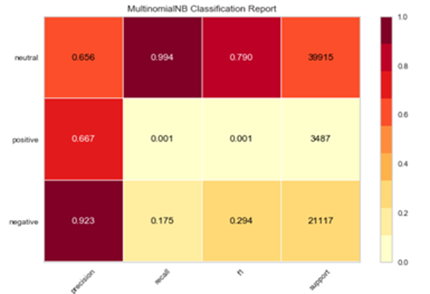 MultinomialNB Classification Report
neutral 0.656 0.994 0.790 39915
positive 0.667 0.001 0.001 3487
negative 0.923 0.175 0.294 21117
precision recall f1 support
1.0
0.8
0.6
0.4
0.2
0.0